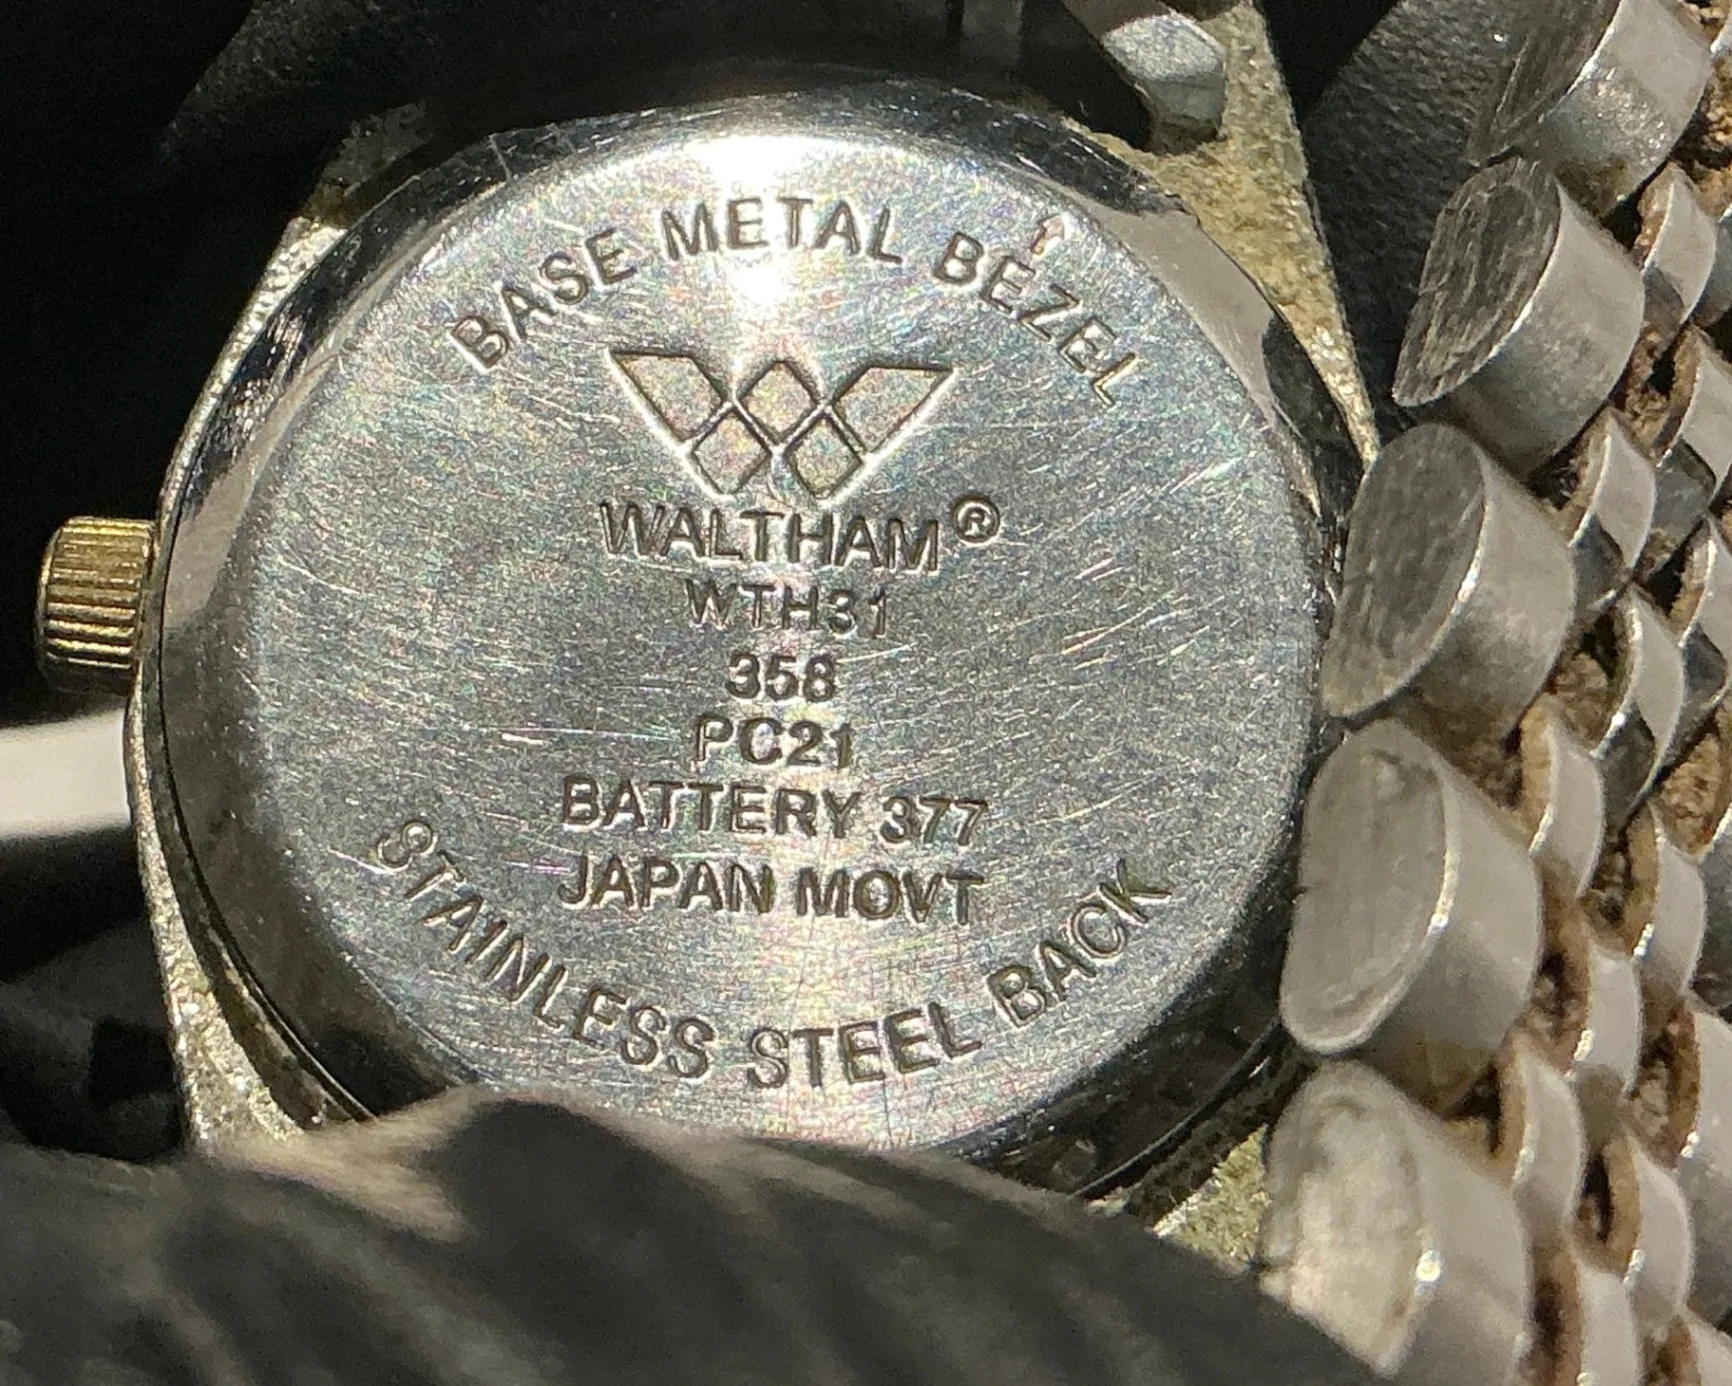 BASE METAL BEZEL
WALTHAM®
WTH31
358
PC21
BATTERY 377
JAPAN MOVT
STAINLESS STEEL BACK